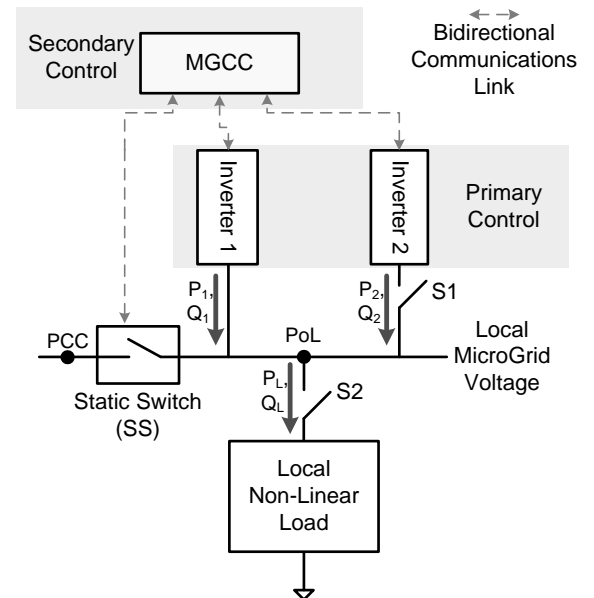 Secondary
Control
MGCC
Bidirectional
Communications
Link
Inverter 1
Inverter 2
Primary
Control
P1,
Q1
P2,
Q2
S1
PCC
PoL
Local
MicroGrid
Voltage
Static Switch
(SS)
PL,
QL
S2
Local
Non-Linear
Load